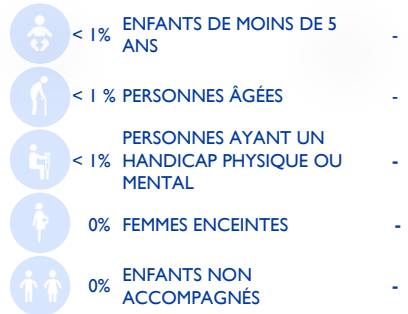 < 1% ENFANTS DE MOINS DE 5 ANS -
< 1 % PERSONNES ÂGÉES -
< 1% PERSONNES AYANT UN HANDICAP PHYSIQUE OU MENTAL -
0% FEMMES ENCEINTES -
0% ENFANTS NON ACCOMPAGNÉS -